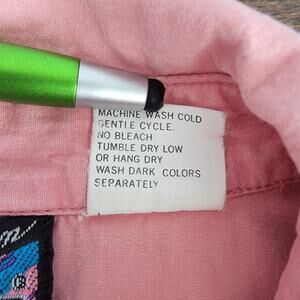 MACHINE WASH COLD
GENTLE CYCLE.
NO BLEACH
TUMBLE DRY LOW
OR HANG DRY
WASH DARK COLORS
SEPARATELY
®